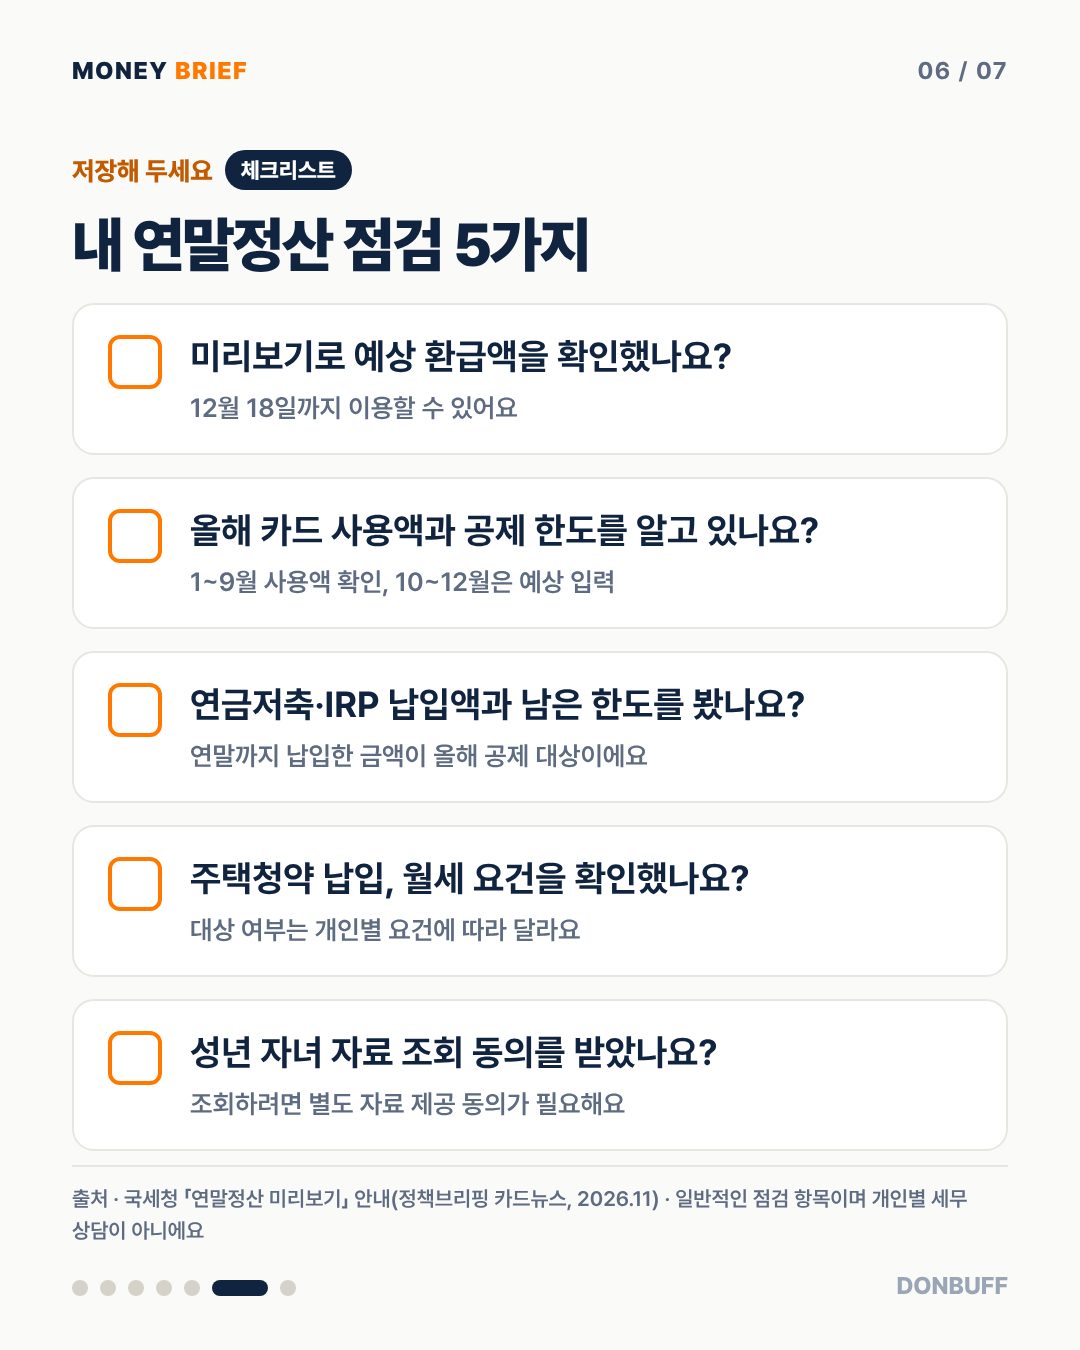 MONEY BRIEF
06 / 07
저장해 두세요 체크리스트
내 연말정산 점검 5가지
미리보기로 예상 환급액을 확인했나요?
12월 18일까지 이용할 수 있어요
올해 카드 사용액과 공제 한도를 알고 있나요?
1~9월 사용액 확인, 10~12월은 예상 입력
연금저축·IRP 납입액과 남은 한도를 봤나요?
연말까지 납입한 금액이 올해 공제 대상이에요
주택청약 납입, 월세 요건을 확인했나요?
대상 여부는 개인별 요건에 따라 달라요
성년 자녀 자료 조회 동의를 받았나요?
조회하려면 별도 자료 제공 동의가 필요해요
출처 · 국세청 「연말정산 미리보기」 안내(정책브리핑 카드뉴스, 2026.11) · 일반적인 점검 항목이며 개인별 세무
상담이 아니에요
DONBUFF